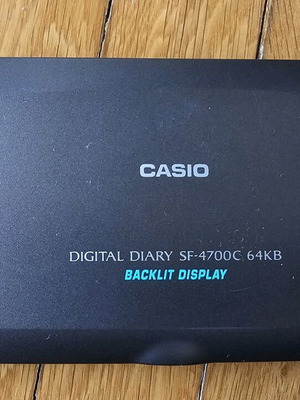 CASIO
DIGITAL DIARY SF-4700C 64KB
BACKLIT DISPLAY